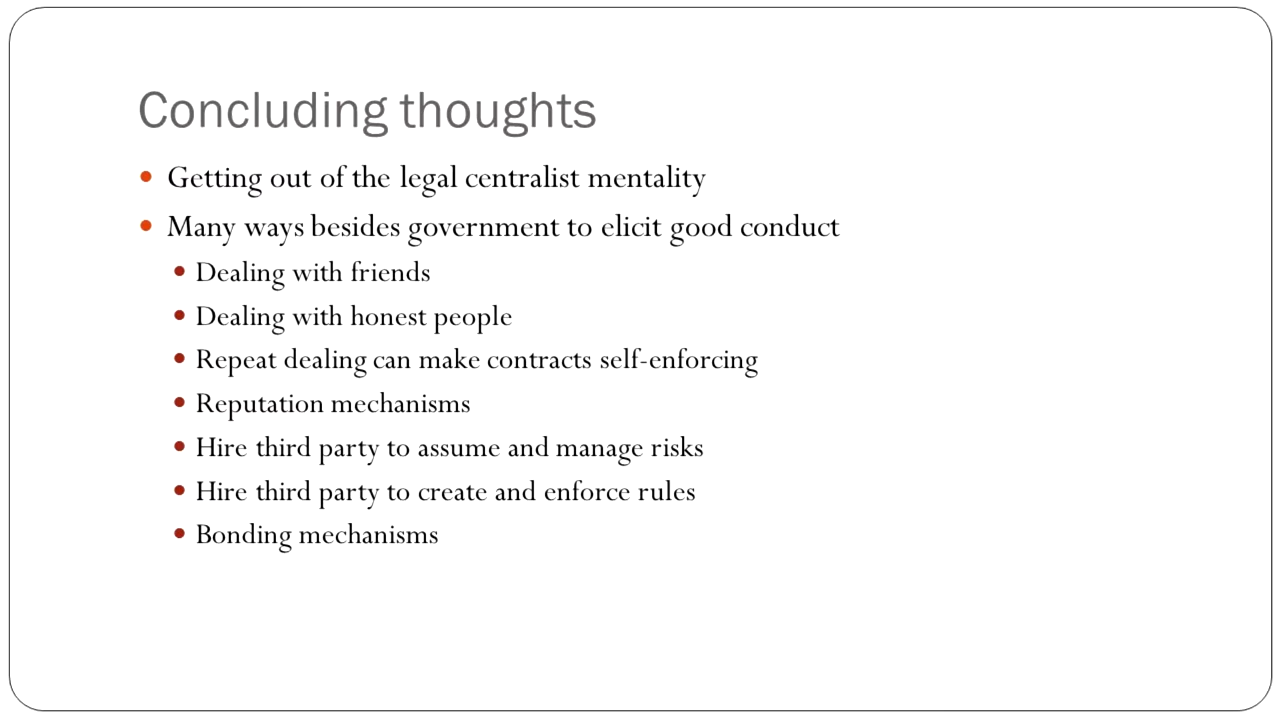 Concluding thoughts
Getting out of the legal centralist mentality
Many ways besides government to elicit good conduct
Dealing with friends
Dealing with honest people
Repeat dealing can make contracts self-enforcing
Reputation mechanisms
Hire third party to assume and manage risks
Hire third party to create and enforce rules
Bonding mechanisms